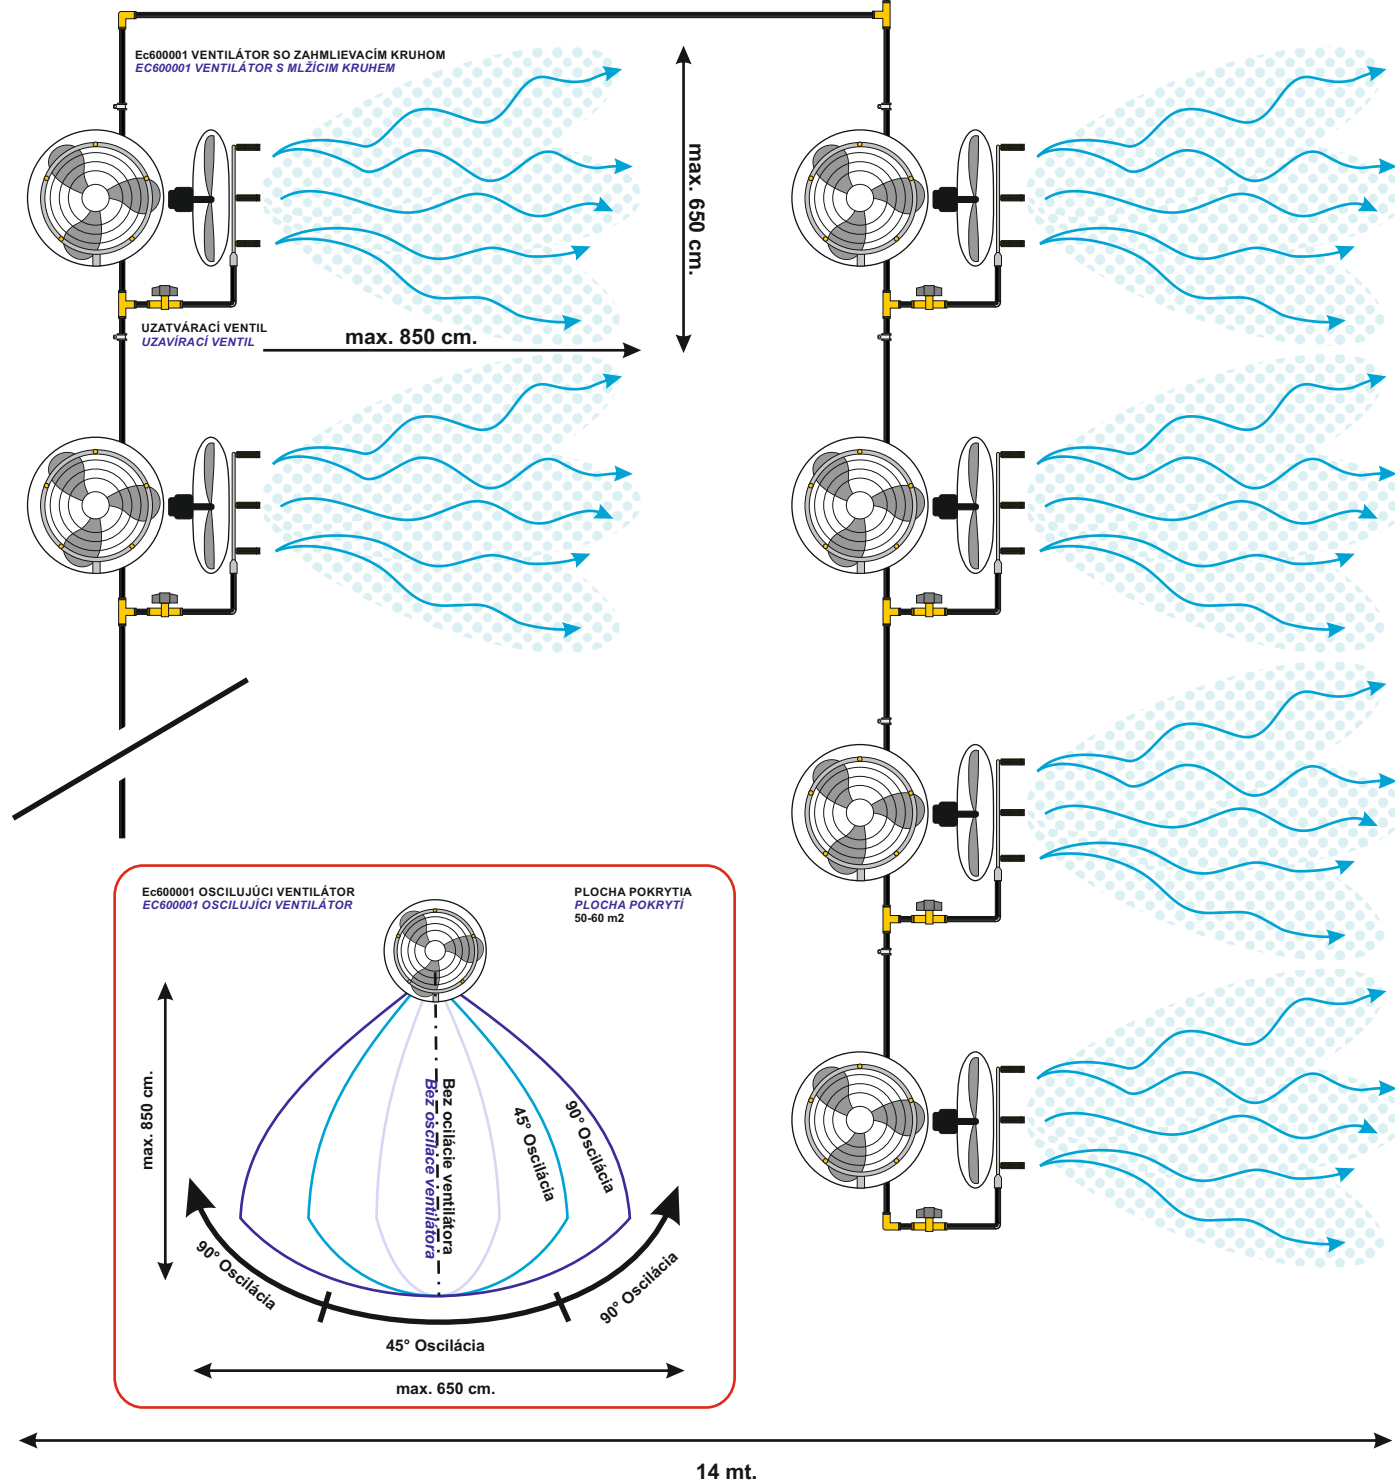 Ec600001 VENTILÁTOR SO ZAHMLIEVACÍM KRUHOM
EC600001 VENTILÁTOR S MLŽÍCIM KRUHEM
max. 650 cm.
UZATVÁRACÍ VENTIL
UZAVÍRACÍ VENTIL
max. 850 cm.
Ec600001 OSCILUJÚCI VENTILÁTOR
EC600001 OSCILUJÍCI VENTILÁTOR
PLOCHA POKRYTIA
PLOCHA POKRYTÍ
50-60 m2
max. 850 cm.
Bez ocilácie ventilátora
Bez oscilace ventilátora
45° Oscilácia
90° Oscilácia
90° Oscilácia
45° Oscilácia
90° Oscilácia
max. 650 cm.
14 mt.